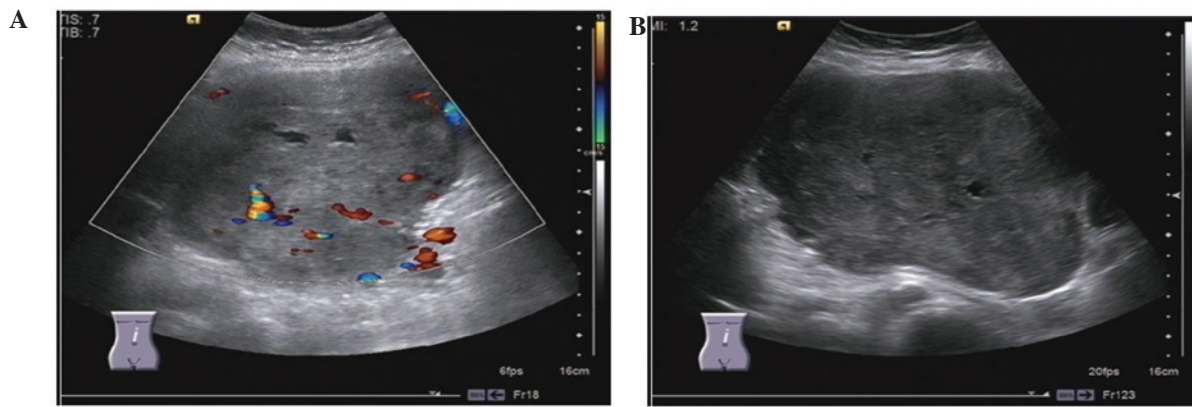 A
TIS: .7
TIB: .7
15
15
cm/s
6fps 16cm
Fr18
B
MI: 1.2
20fps 16cm
Fr123